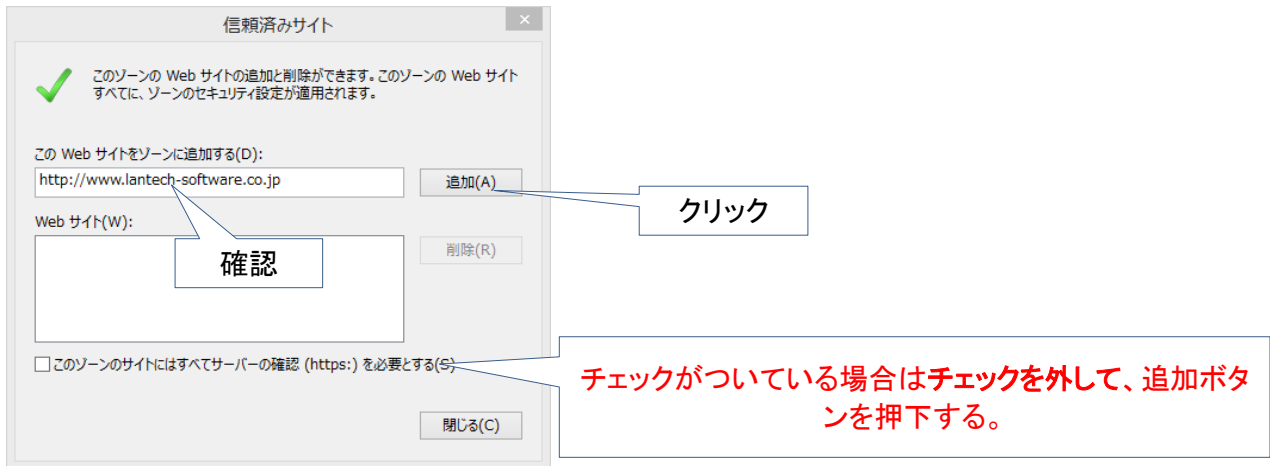 信頼済みサイト
このゾーンの Web サイトの追加と削除ができます。このゾーンの Web サイト
すべてに、ゾーンのセキュリティ設定が適用されます。
この Web サイトをゾーンに追加する(D):
http://www.lantech-software.co.jp
追加(A)
クリック
Web サイト(W):
確認
削除(R)
このゾーンのサイトにはすべてサーバーの確認 (https:) を必要とする(S)
チェックがついている場合はチェックを外して、追加ボタ
ンを押下する。
閉じる(C)